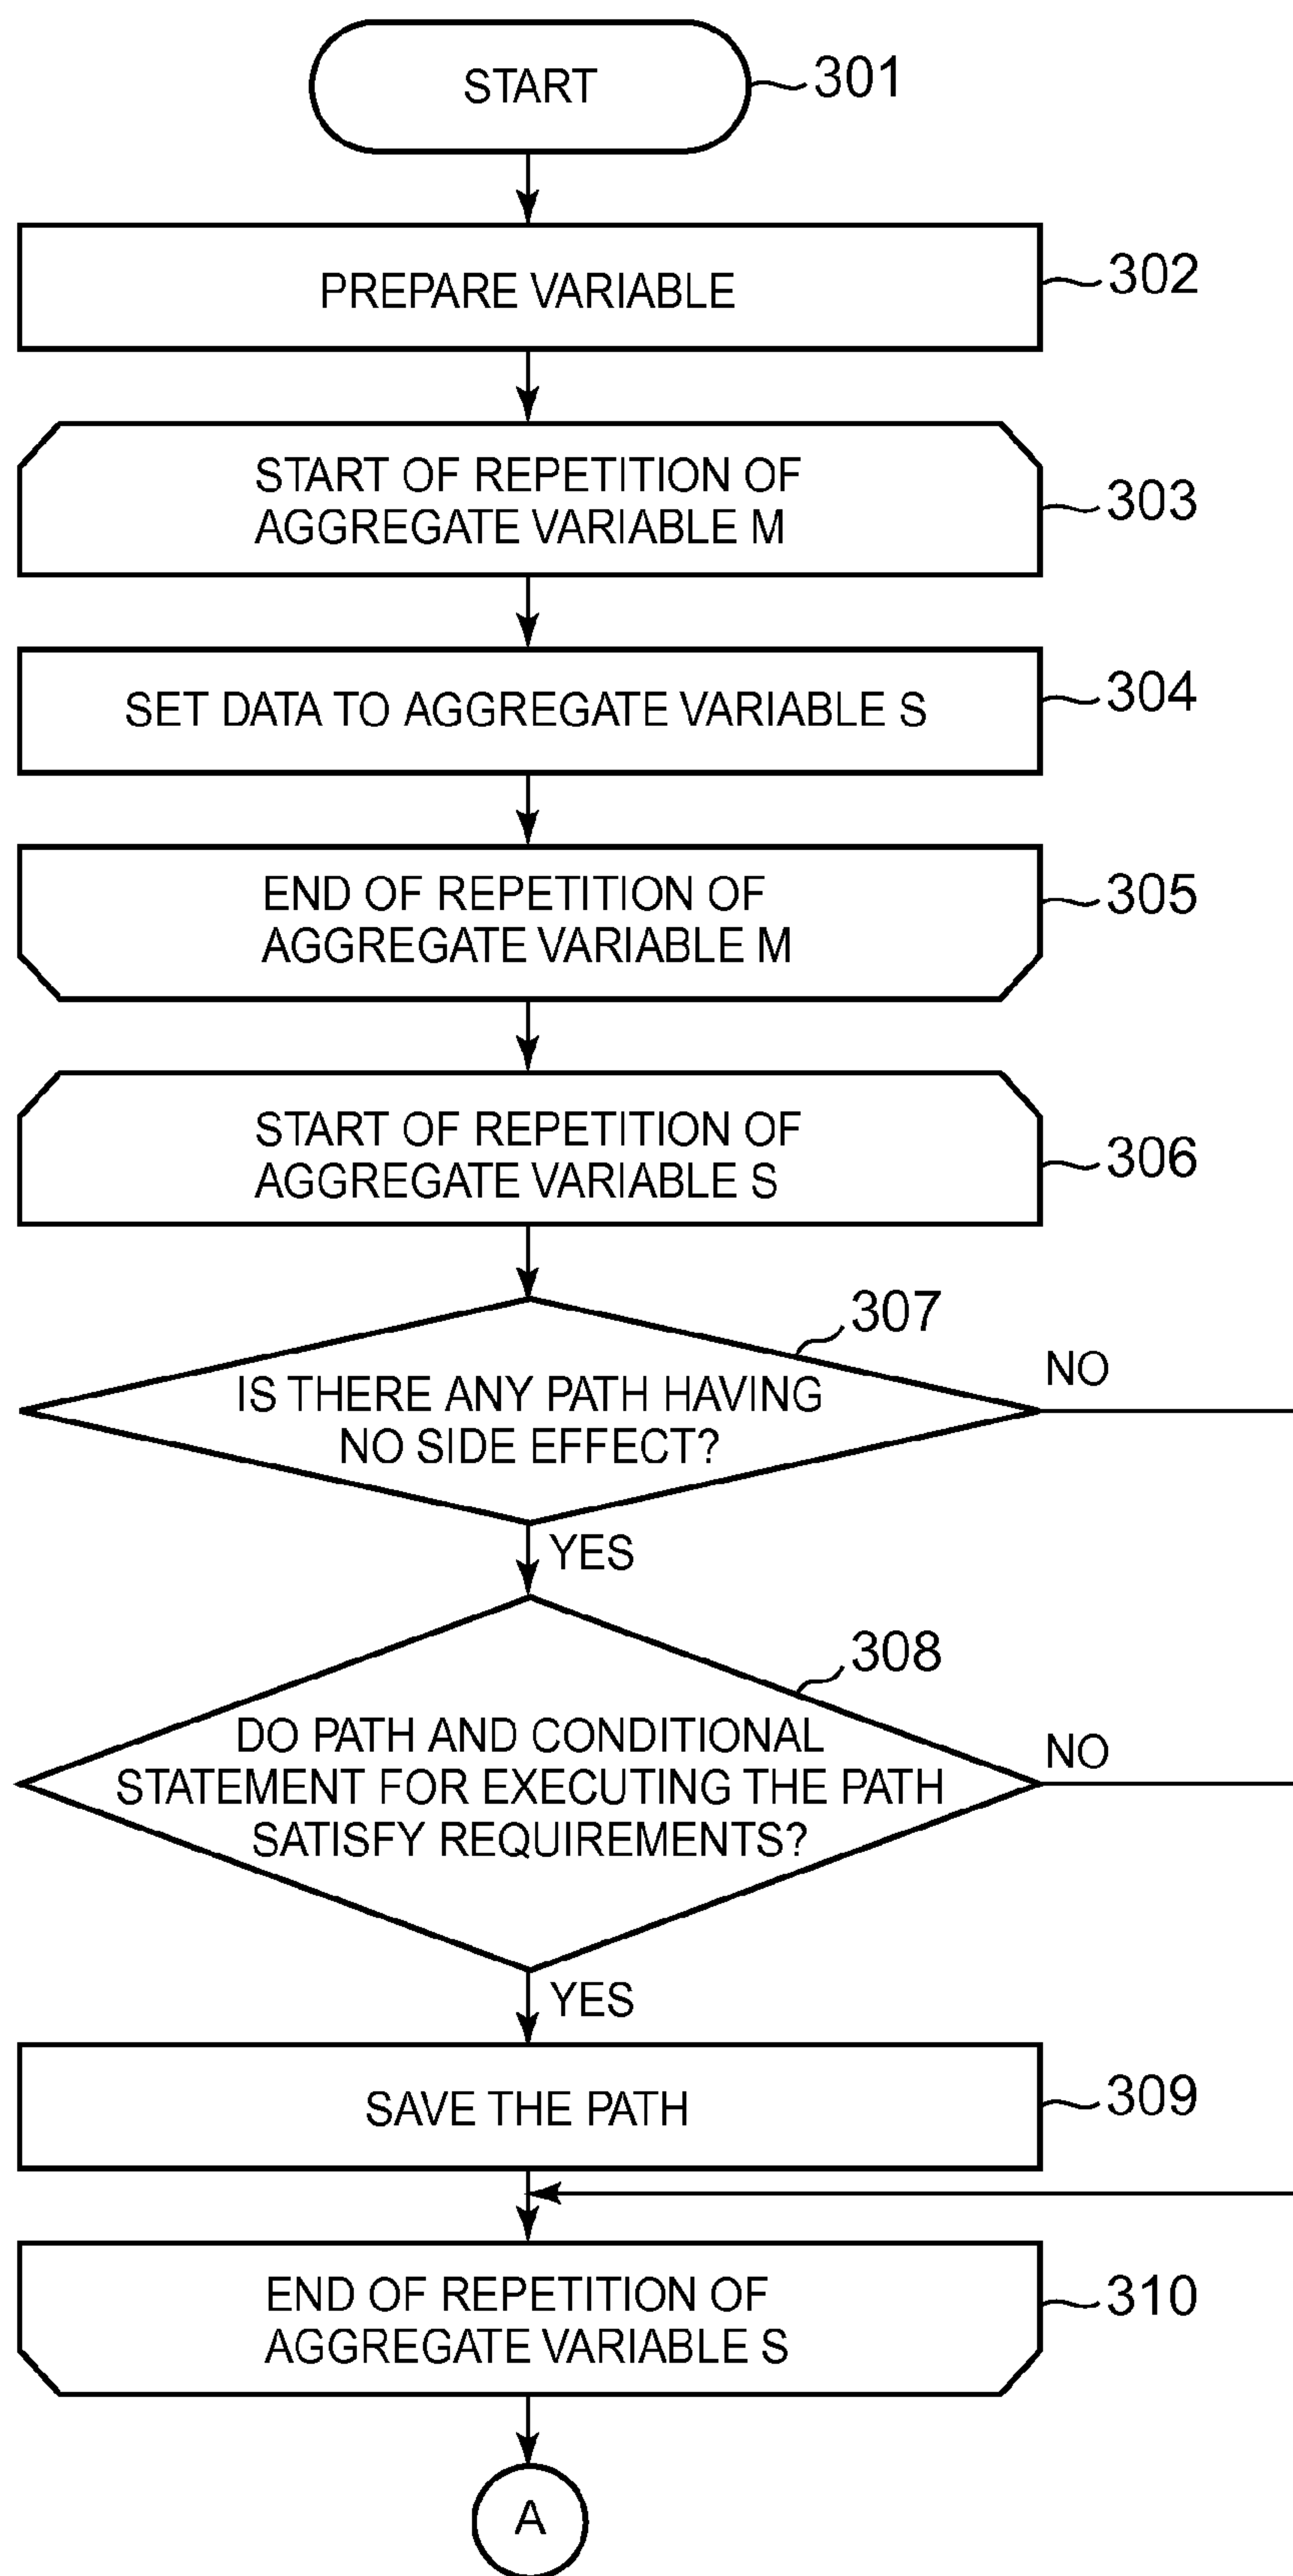 START
301
PREPARE VARIABLE
302
START OF REPETITION OF
AGGREGATE VARIABLE M
303
SET DATA TO AGGREGATE VARIABLE S
304
END OF REPETITION OF
AGGREGATE VARIABLE M
305
START OF REPETITION OF
AGGREGATE VARIABLE S
306
307
IS THERE ANY PATH HAVING
NO SIDE EFFECT?
NO
YES
308
DO PATH AND CONDITIONAL
STATEMENT FOR EXECUTING THE PATH
SATISFY REQUIREMENTS?
NO
YES
SAVE THE PATH
309
END OF REPETITION OF
AGGREGATE VARIABLE S
310
A